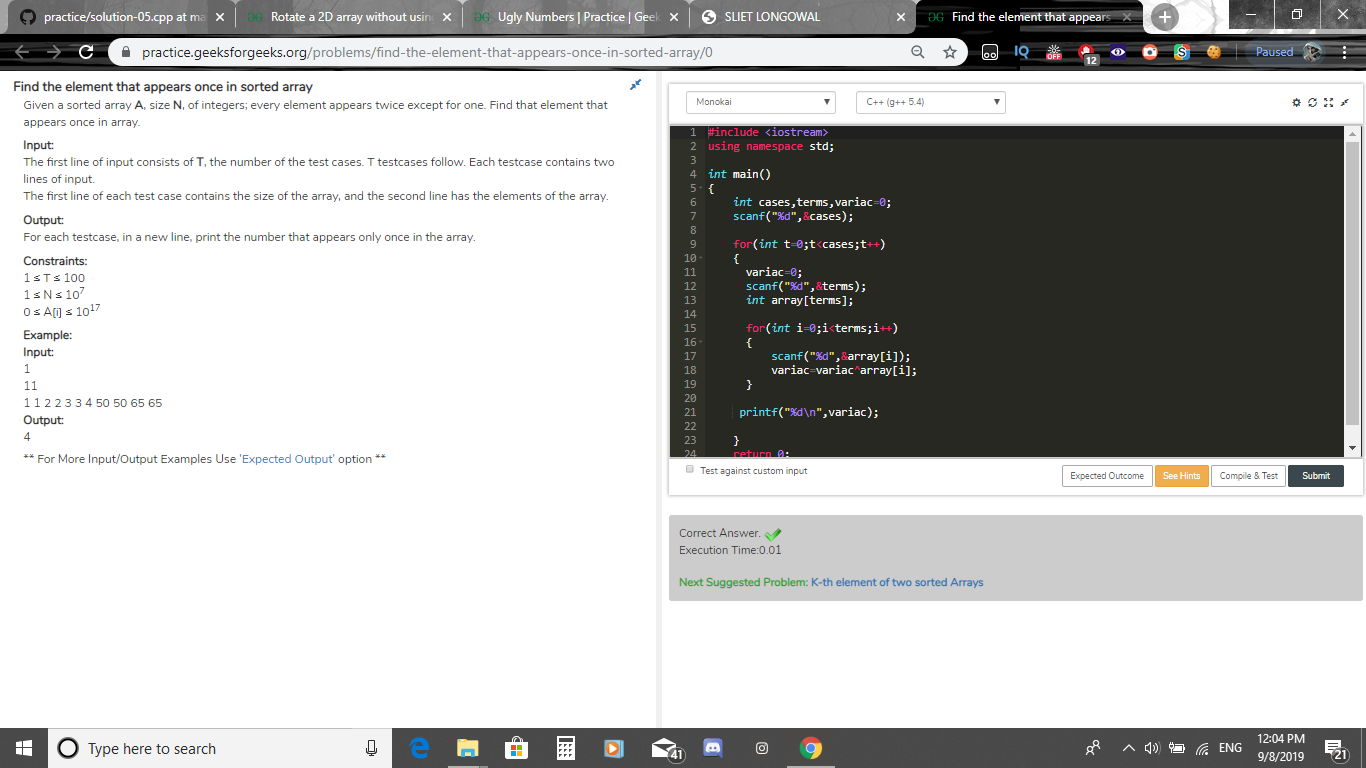 practice/solution-05.cpp at ma
Rotate a 2D array without usin
Ugly Numbers | Practice | Geek
SLIET LONGOWAL
Find the element that appears
practice.geeksforgeeks.org/problems/find-the-element-that-appears-once-in-sorted-array/0
IQ
OFF
12
S
Paused
Find the element that appears once in sorted array
Given a sorted array A, size N, of integers; every element appears twice except for one. Find that element that
appears once in array.
Input:
The first line of input consists of T, the number of the test cases. T testcases follow. Each testcase contains two
lines of input.
The first line of each test case contains the size of the array, and the second line has the elements of the array.
Output:
For each testcase, in a new line, print the number that appears only once in the array.
Constraints:
1 ≤ T ≤ 100
1 ≤ N ≤ 10^7
0 ≤ A[i] ≤ 10^17
Example:
Input:
1
11
1 1 2 2 3 3 4 50 50 65 65
Output:
4
** For More Input/Output Examples Use 'Expected Output' option **
Monokai
C++ (g++ 5.4)
1 #include <iostream>
2 using namespace std;
3
4 int main()
5 {
6 int cases,terms,variac=0;
7 scanf("%d",&cases);
8
9 for(int t=0;t<cases;t++)
10 {
11 variac=0;
12 scanf("%d",&terms);
13 int array[terms];
14
15 for(int i=0;i<terms;i++)
16 {
17 scanf("%d",&array[i]);
18 variac=variac^array[i];
19 }
20
21 printf("%d\n",variac);
22
23 }
24 return 0;
Test against custom input
Expected Outcome
See Hints
Compile & Test
Submit
Correct Answer.
Execution Time:0.01
Next Suggested Problem: K-th element of two sorted Arrays
Type here to search
41
ENG
12:04 PM
9/8/2019
21